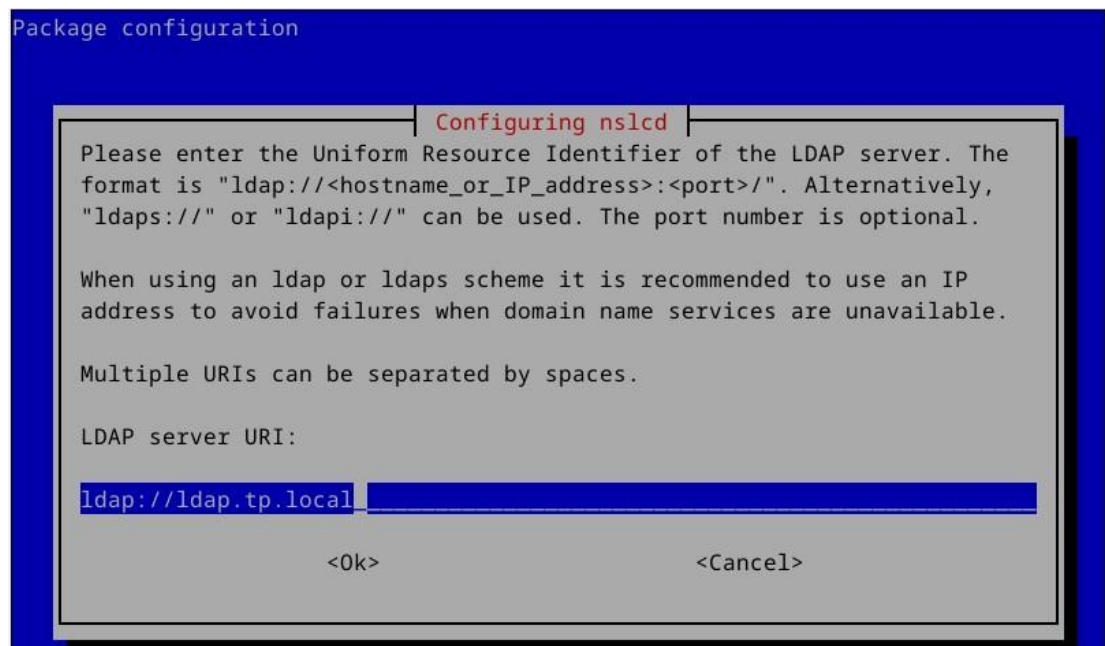 Package configuration
Configuring nslcd
Please enter the Uniform Resource Identifier of the LDAP server. The
format is "ldap://<hostname_or_IP_address>:<port>/". Alternatively,
"ldaps://" or "ldapi://" can be used. The port number is optional.
When using an ldap or ldaps scheme it is recommended to use an IP
address to avoid failures when domain name services are unavailable.
Multiple URIs can be separated by spaces.
LDAP server URI:
ldap://ldap.tp.local
<Ok> <Cancel>